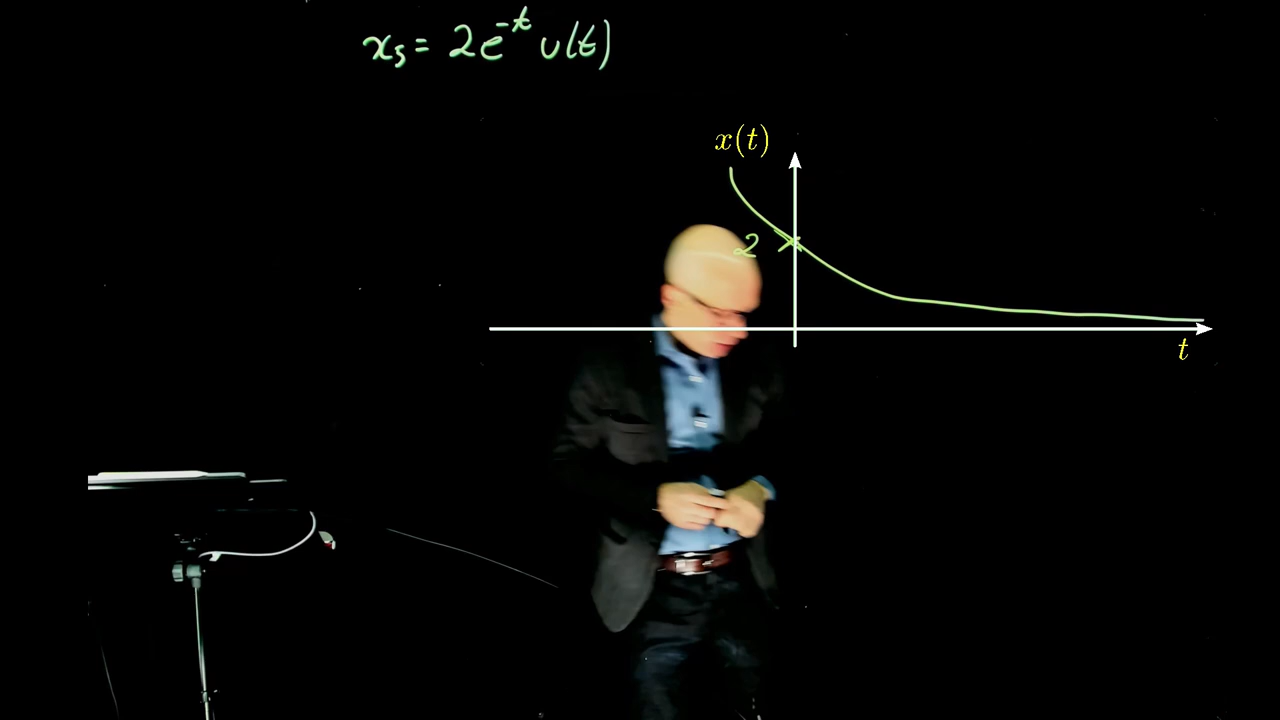 x₅ = 2e^{-t} u(t)
x(t)
2
t